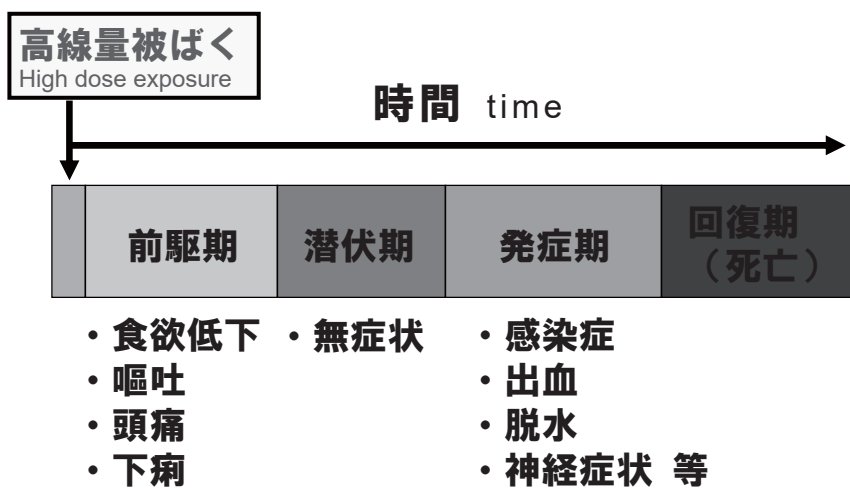 高線量被ばく
High dose exposure
時間 time
前駆期
潜伏期
発症期
回復期
（死亡）
・食欲低下
・嘔吐
・頭痛
・下痢
・無症状
・感染症
・出血
・脱水
・神経症状 等